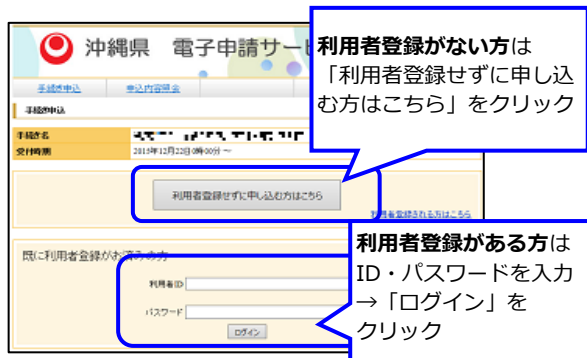 沖縄県　電子申請サー
利用者登録がない方は
「利用者登録せずに申し込
む方はこちら」をクリック
手続き申込　申込内容照会
手続き申込
手続き名
受付時期　2015年12月22日0時00分 ～
利用者登録せずに申し込む方はこちら
利用者登録される方はこちら
既に利用者登録がお済みの方
利用者登録がある方は
ID・パスワードを入力
→「ログイン」を
クリック
利用者ID
パスワード
ログイン